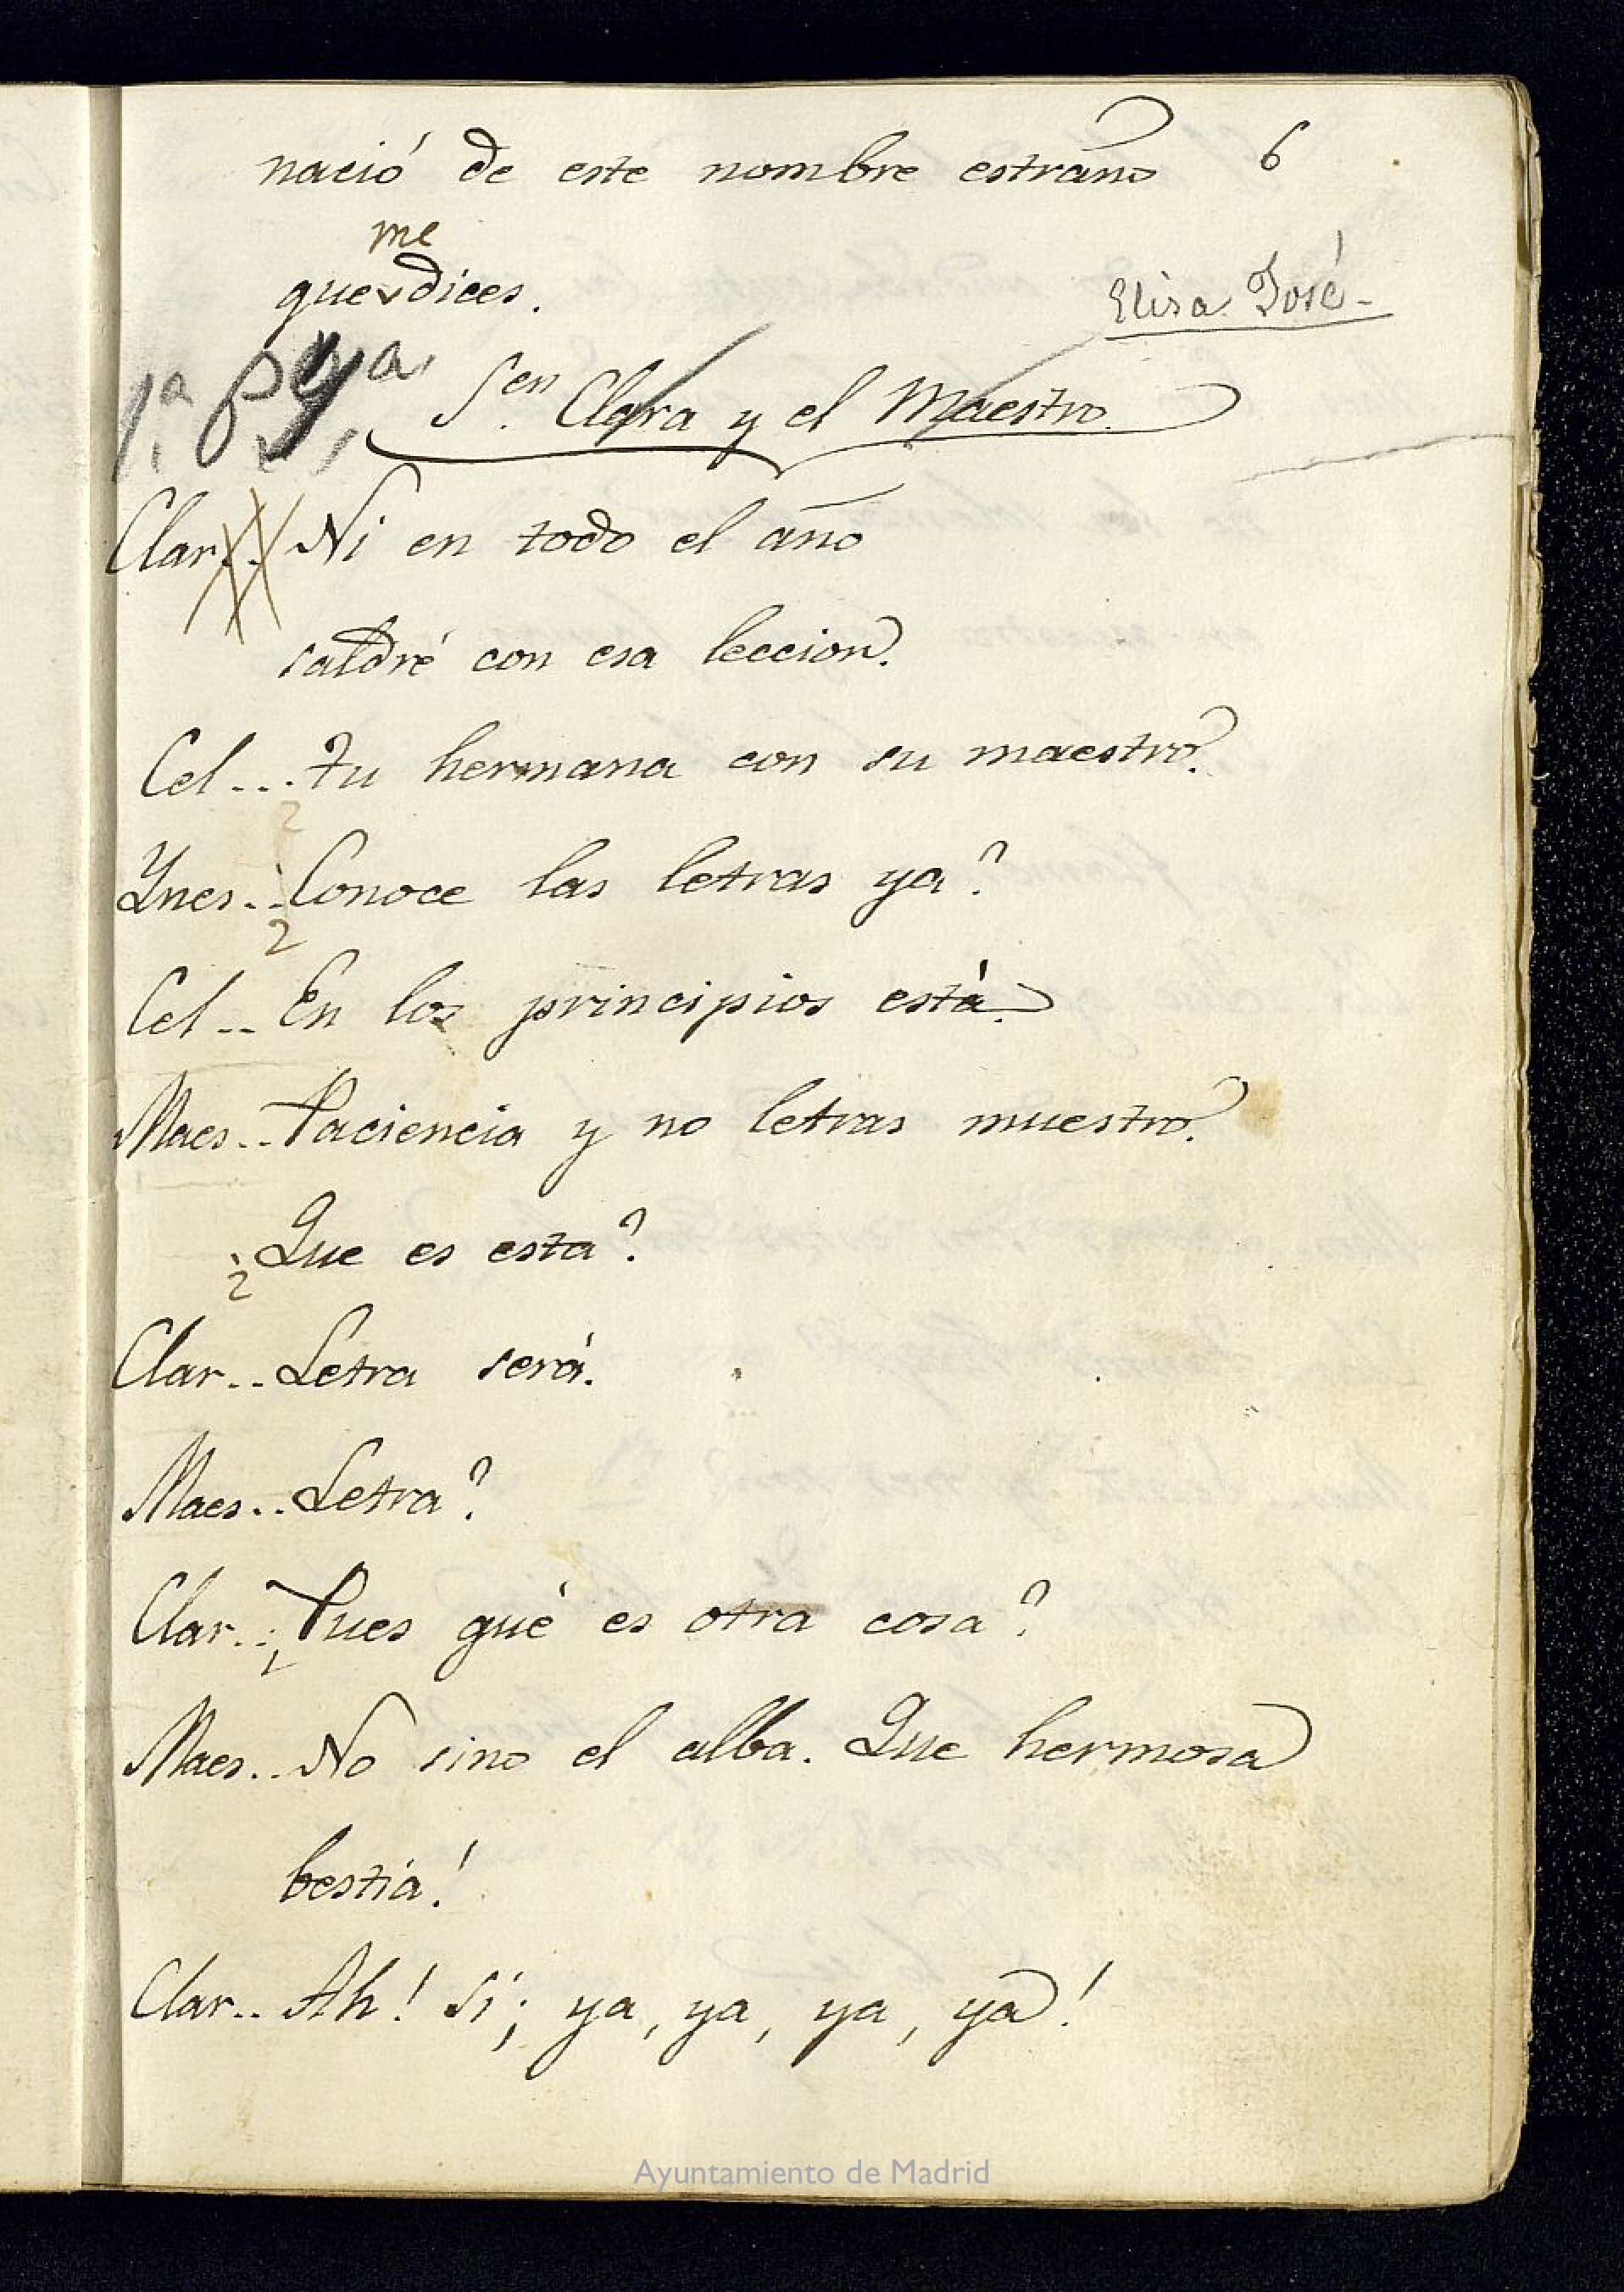 nació de este nombre estraño 6
me
que dices.
Elisa José-
1.ª
S.en Clara y el Maestro.
Clar... Ni en todo el año
saldré con esa leccion.
Cel... Tu hermana con su maestro.
Ynes.. ¿Conoce las letras ya?
Cel.. En los principios está.
Maes.. Paciencia y no letras muestro.
¿Que es esta?
Clar.. Letra será.
Maes.. Letra?
Clar.. ¿Pues qué es otra cosa?
Maes.. No sino el alba. Que hermosa
bestia!
Clar.. Ah! Si; ya, ya, ya, ya!
Ayuntamiento de Madrid